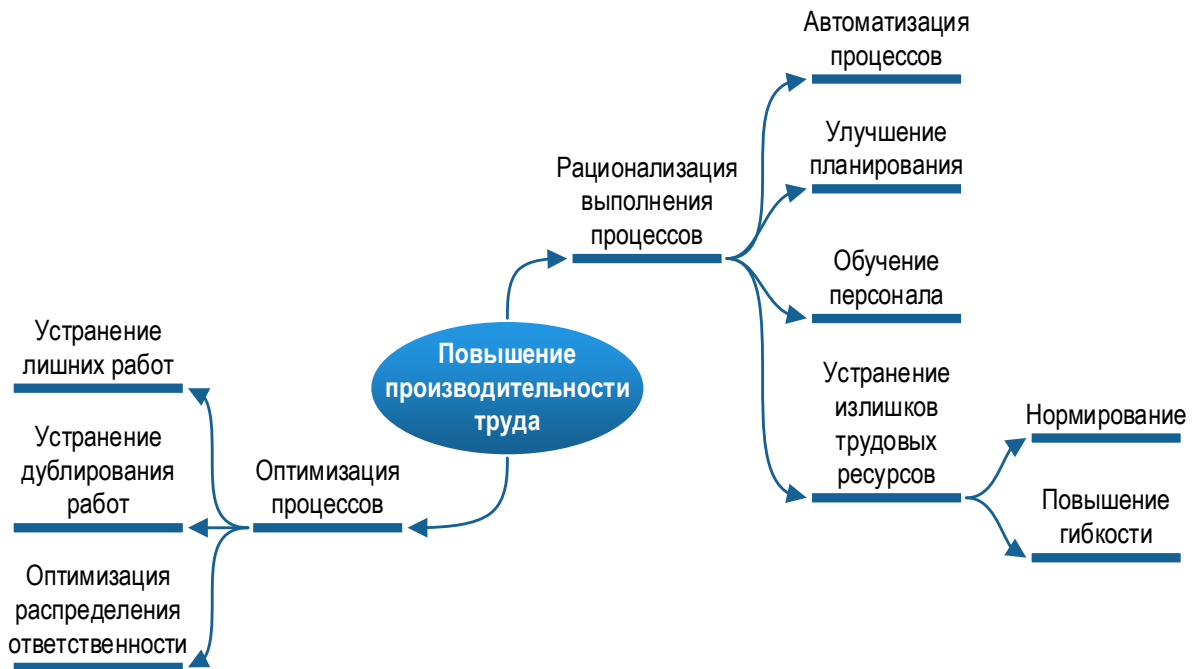 Автоматизация
процессов
Улучшение
планирования
Рационализация
выполнения
процессов
Обучение
персонала
Устранение
лишних работ
Повышение
производительности
труда
Устранение
излишков
трудовых
ресурсов
Нормирование
Устранение
дублирования
работ
Оптимизация
процессов
Повышение
гибкости
Оптимизация
распределения
ответственности